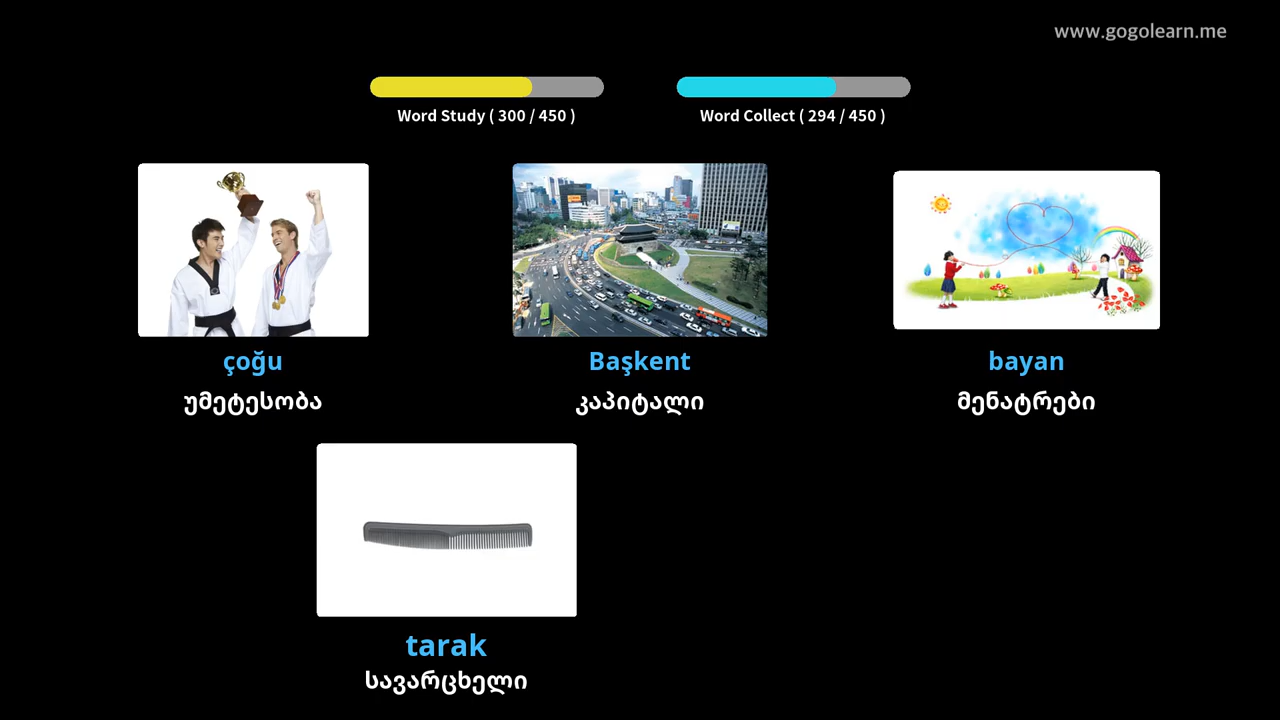 www.gogolearn.me
Word Study ( 300 / 450 )
Word Collect ( 294 / 450 )
çoğu
Başkent
bayan
უმეტესობა
კაპიტალი
მენატრები
tarak
სავარცხელი